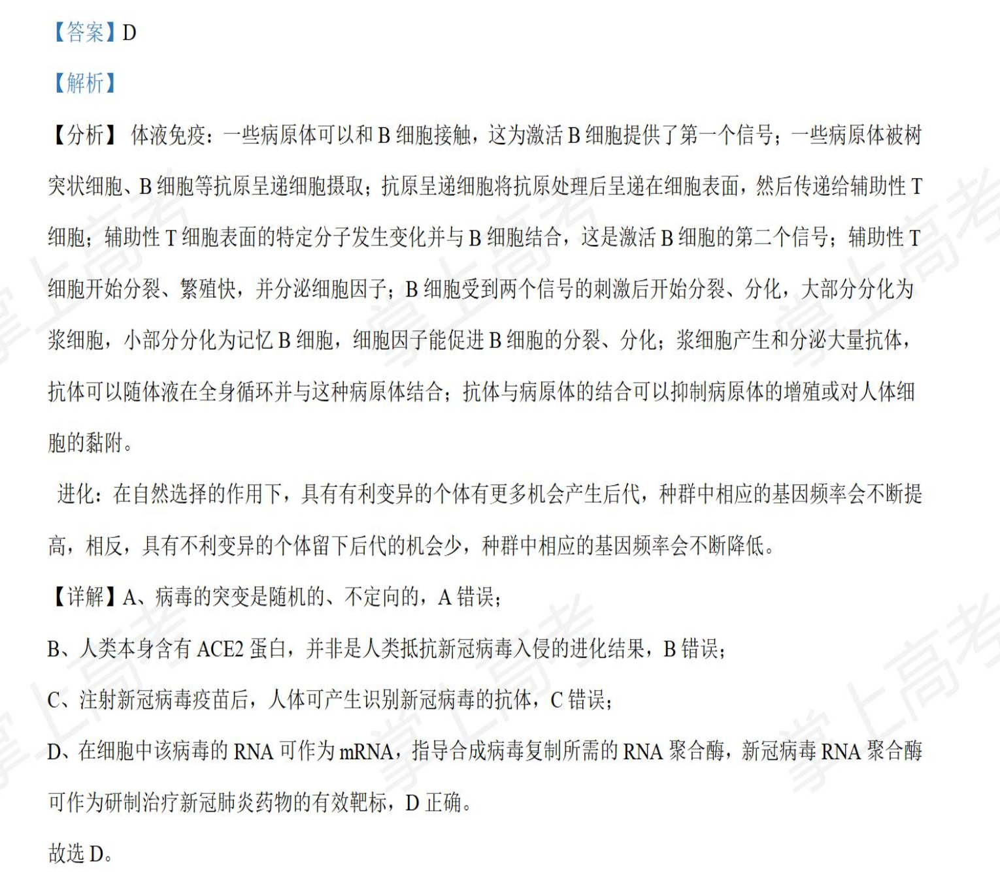 【答案】D
【解析】
【分析】 体液免疫：一些病原体可以和 B 细胞接触，这为激活 B 细胞提供了第一个信号；一些病原体被树
突状细胞、B 细胞等抗原呈递细胞摄取；抗原呈递细胞将抗原处理后呈递在细胞表面，然后传递给辅助性 T
细胞；辅助性 T 细胞表面的特定分子发生变化并与 B 细胞结合，这是激活 B 细胞的第二个信号；辅助性 T
细胞开始分裂、繁殖快，并分泌细胞因子；B 细胞受到两个信号的刺激后开始分裂、分化，大部分分化为
浆细胞，小部分分化为记忆 B 细胞，细胞因子能促进 B 细胞的分裂、分化；浆细胞产生和分泌大量抗体，
抗体可以随体液在全身循环并与这种病原体结合；抗体与病原体的结合可以抑制病原体的增殖或对人体细
胞的黏附。
进化：在自然选择的作用下，具有有利变异的个体有更多机会产生后代，种群中相应的基因频率会不断提
高，相反，具有不利变异的个体留下后代的机会少，种群中相应的基因频率会不断降低。
【详解】A、病毒的突变是随机的、不定向的，A 错误；
B、人类本身含有 ACE2 蛋白，并非是人类抵抗新冠病毒入侵的进化结果，B 错误；
C、注射新冠病毒疫苗后，人体可产生识别新冠病毒的抗体，C 错误；
D、在细胞中该病毒的 RNA 可作为 mRNA，指导合成病毒复制所需的 RNA 聚合酶，新冠病毒 RNA 聚合酶
可作为研制治疗新冠肺炎药物的有效靶标，D 正确。
故选 D。
掌上高考
掌上高考
掌上高考
掌上高考
掌上高考
掌上高考